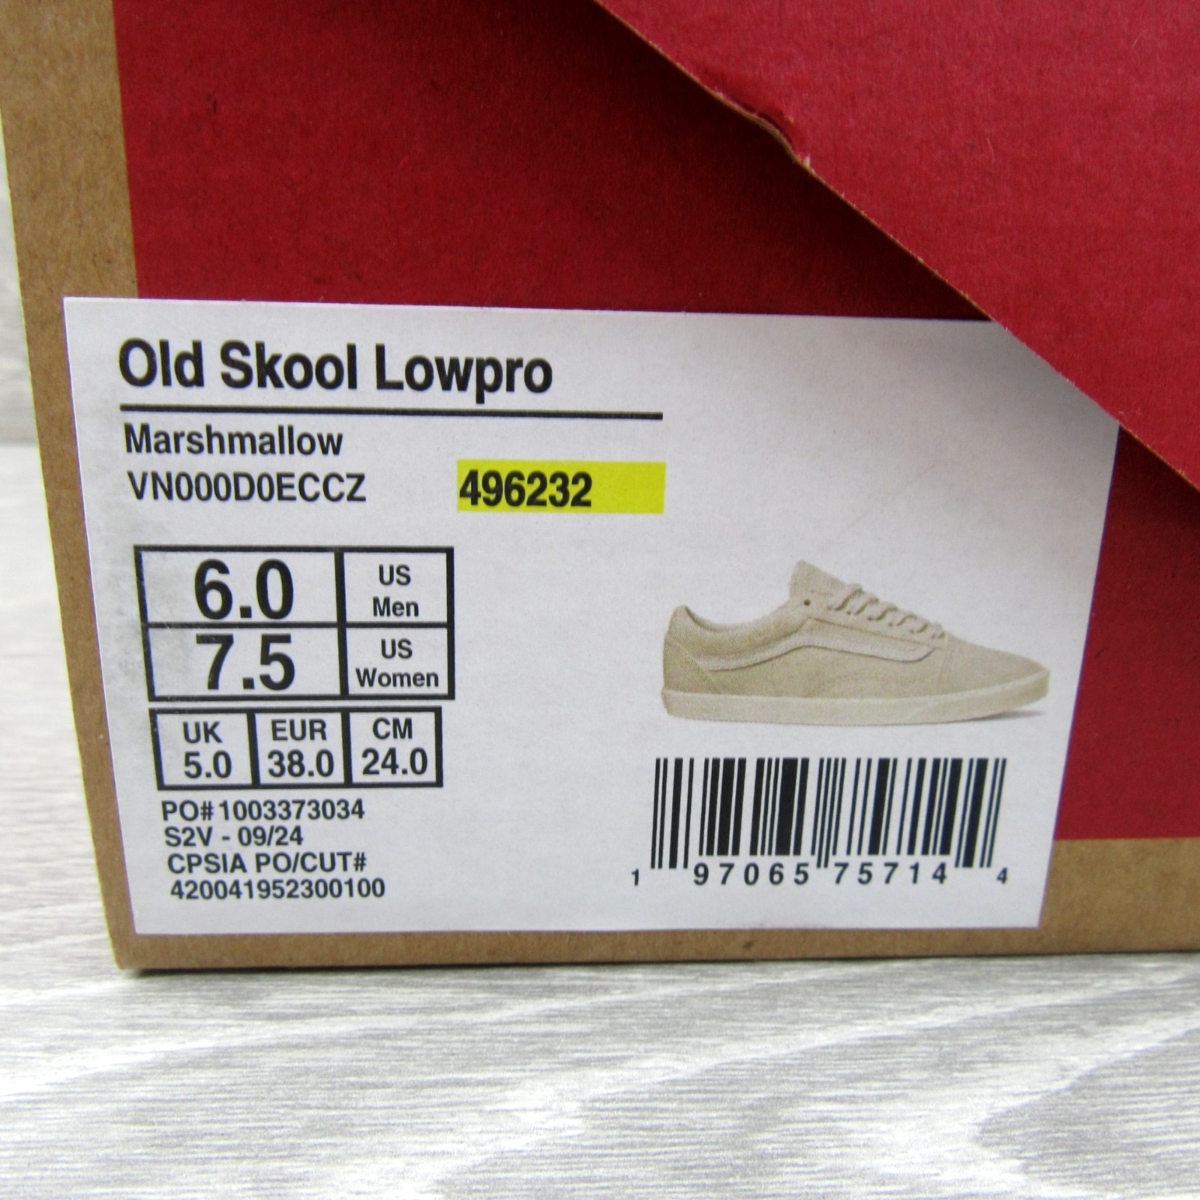 Old Skool Lowpro
Marshmallow
VN000D0ECCZ 496232
6.0 US Men
7.5 US Women
UK EUR CM
5.0 38.0 24.0
PO# 1003373034
S2V - 09/24
CPSIA PO/CUT#
420041952300100
1 97065 75714 4